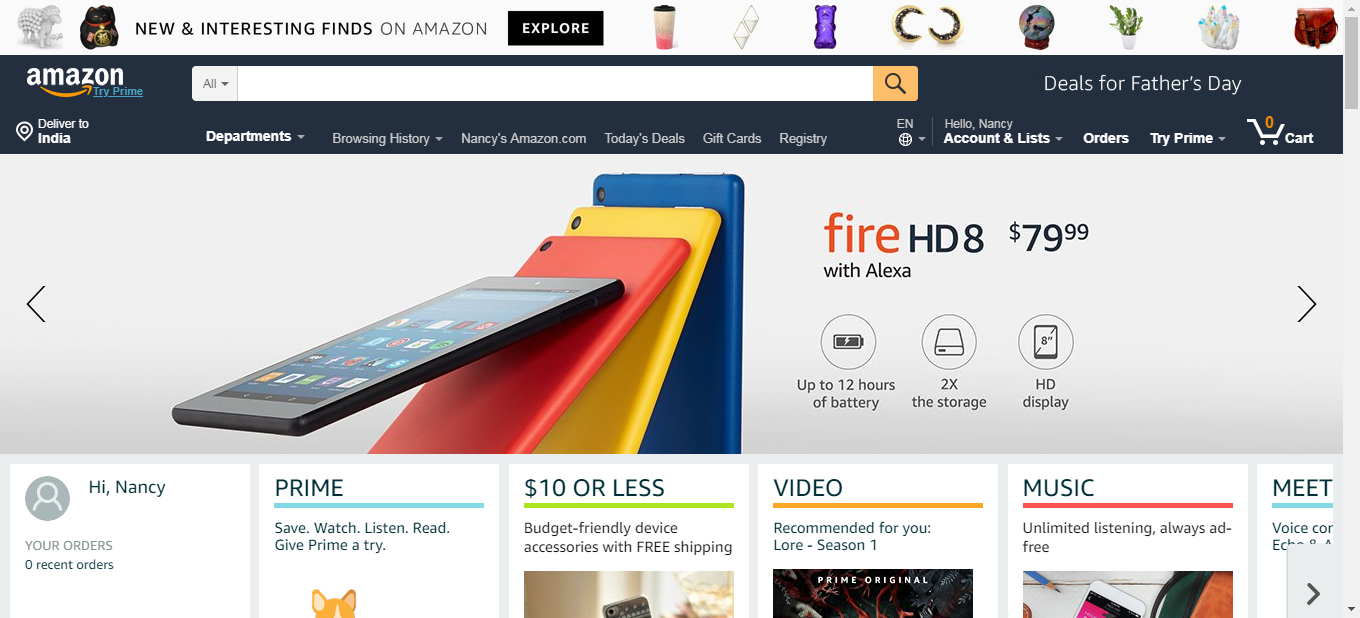 NEW & INTERESTING FINDS ON AMAZON EXPLORE
amazon
Try Prime
All
Deals for Father's Day
Deliver to
India
Departments
Browsing History
Nancy's Amazon.com
Today's Deals
Gift Cards
Registry
EN
Hello, Nancy
Account & Lists
Orders
Try Prime
0
Cart
fire HD 8 $79.99
with Alexa
8"
Up to 12 hours
of battery
2X
the storage
HD
display
Hi, Nancy
YOUR ORDERS
0 recent orders
PRIME
Save. Watch. Listen. Read.
Give Prime a try.
$10 OR LESS
Budget-friendly device
accessories with FREE shipping
VIDEO
Recommended for you:
Lore - Season 1
PRIME ORIGINAL
MUSIC
Unlimited listening, always ad-
free
MEET
Voice